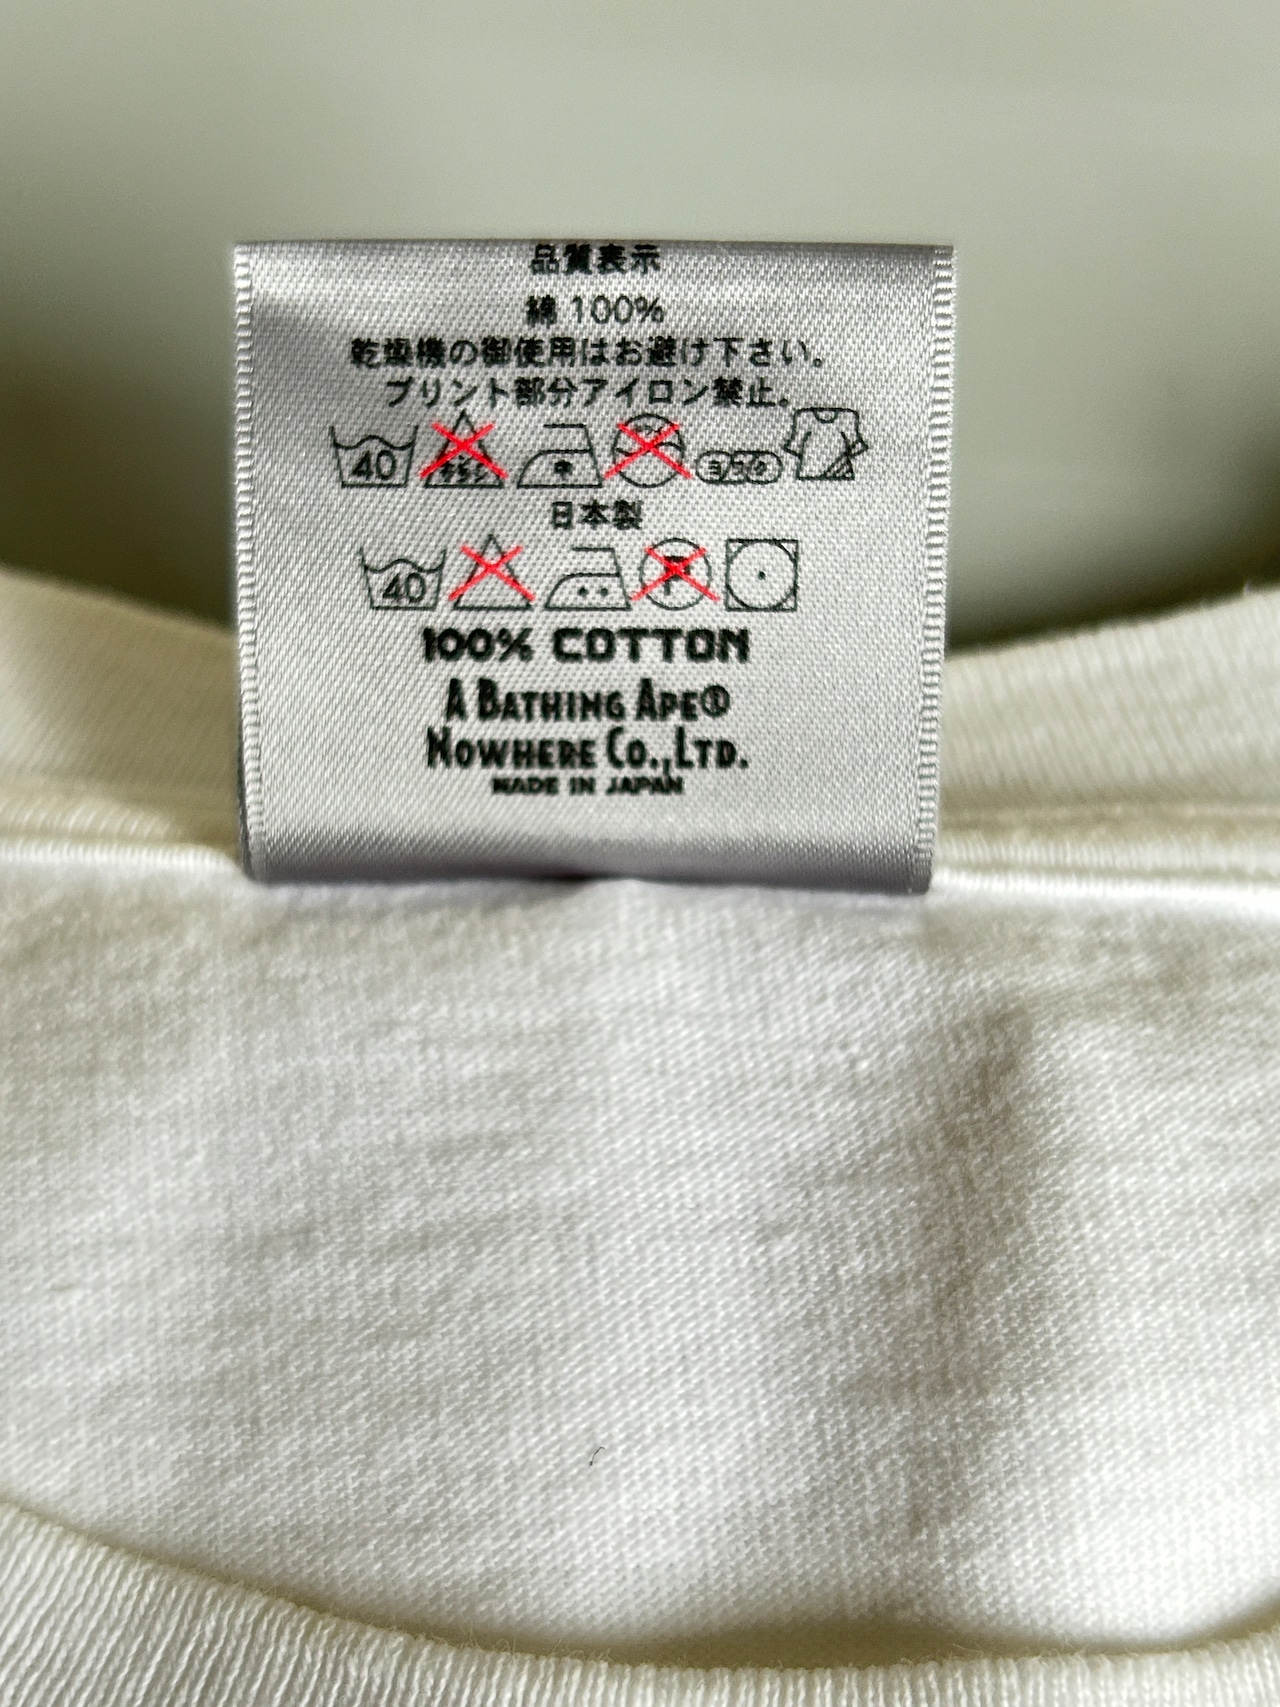 品質表示
綿 100%
乾燥機の御使用はお避け下さい。
プリント部分アイロン禁止。
40
日本製
40 P
100% COTTON
A BATHING APE®
NOWHERE CO., LTD.
MADE IN JAPAN